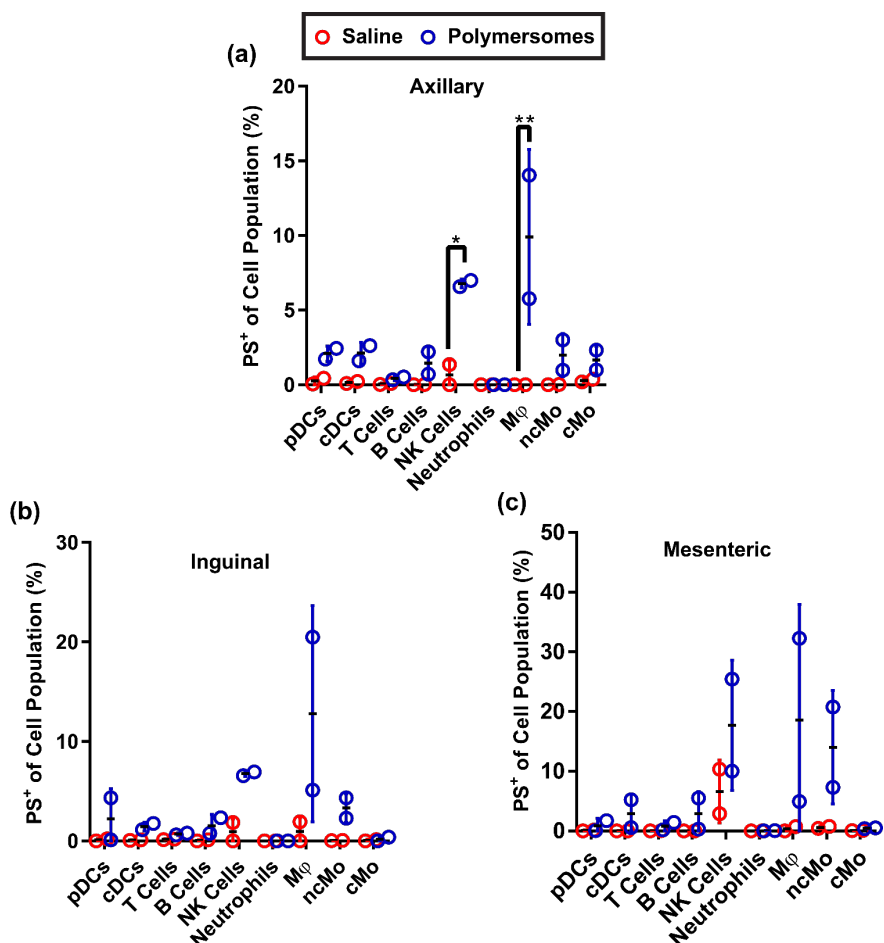 Saline Polymersomes
(a)
Axillary
PS⁺ of Cell Population (%)
20
15
10
5
0
*
**
pDCs
cDCs
T Cells
B Cells
NK Cells
Neutrophils
Mφ
ncMo
cMo
(b)
Inguinal
PS⁺ of Cell Population (%)
30
20
10
0
pDCs
cDCs
T Cells
B Cells
NK Cells
Neutrophils
Mφ
ncMo
cMo
(c)
Mesenteric
PS⁺ of Cell Population (%)
50
40
30
20
10
0
pDCs
cDCs
T Cells
B Cells
NK Cells
Neutrophils
Mφ
ncMo
cMo